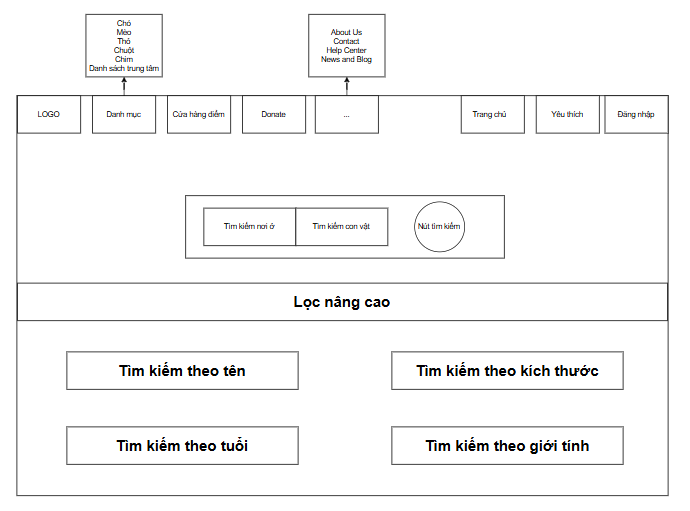 Chó
Mèo
Thỏ
Chuột
Chim
Danh sách trung tâm
About Us
Contact
Help Center
News and Blog
LOGO
Danh mục
Cửa hàng điểm
Donate
...
Trang chủ
Yêu thích
Đăng nhập
Tìm kiếm nơi ở
Tìm kiếm con vật
Nút tìm kiếm
Lọc nâng cao
Tìm kiếm theo tên
Tìm kiếm theo kích thước
Tìm kiếm theo tuổi
Tìm kiếm theo giới tính